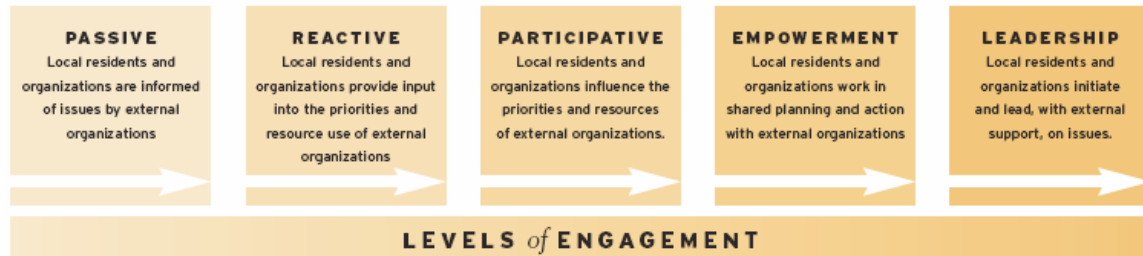 PASSIVE
Local residents and
organizations are informed
of issues by external
organizations
REACTIVE
Local residents and
organizations provide input
into the priorities and
resource use of external
organizations
PARTICIPATIVE
Local residents and
organizations influence the
priorities and resources
of external organizations.
EMPOWERMENT
Local residents and
organizations work in
shared planning and action
with external organizations
LEADERSHIP
Local residents and
organizations initiate
and lead, with external
support, on issues.
LEVELS of ENGAGEMENT